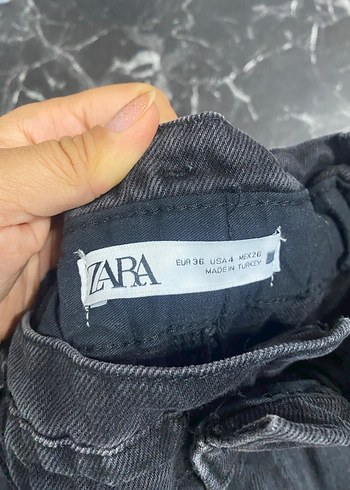 ZARA
EUR 36 USA 4 MEX 26
MADE IN TURKEY